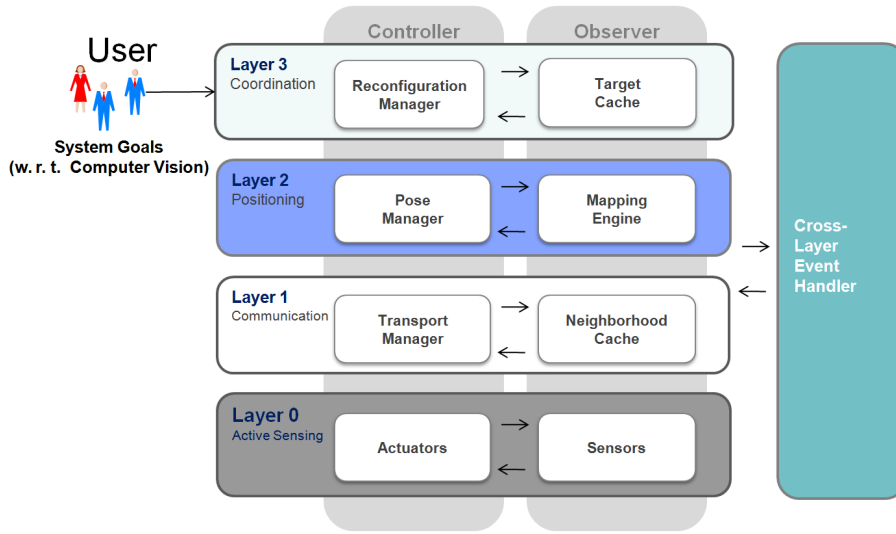 Controller
Observer
User
System Goals
(w. r. t. Computer Vision)
Layer 3
Coordination
Reconfiguration
Manager
Target
Cache
Layer 2
Positioning
Pose
Manager
Mapping
Engine
Layer 1
Communication
Transport
Manager
Neighborhood
Cache
Layer 0
Active Sensing
Actuators
Sensors
Cross-
Layer
Event
Handler